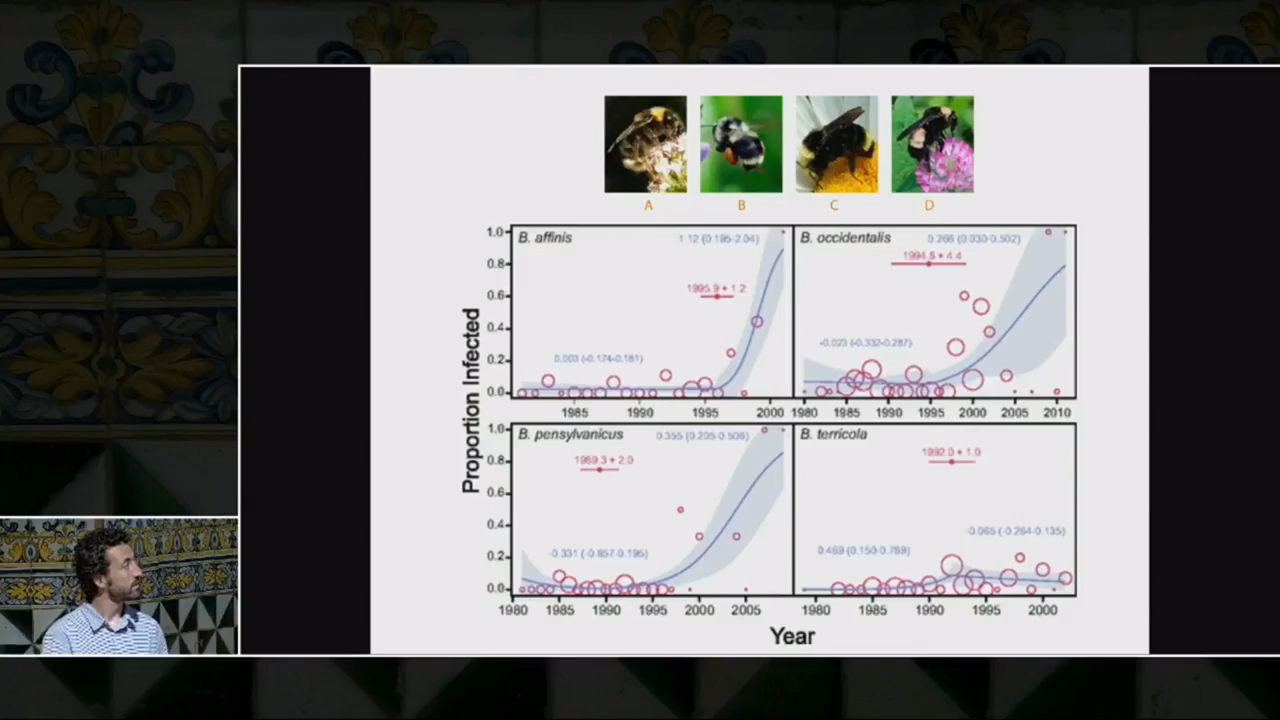 A B C D
B. affinis
1.12 (0.195-2.04)
1995.9 + 1.2
0.003 (-0.174-0.181)
B. occidentalis
0.266 (0.030-0.502)
1994.8 + 4.4
-0.023 (-0.332-0.287)
1.0
0.8
0.6
0.4
0.2
0.0
1985 1990 1995 2000
1980 1985 1990 1995 2000 2005 2010
Proportion Infected
B. pensylvanicus
0.355 (0.205-0.506)
1989.3 + 2.0
-0.331 (-0.857-0.195)
B. terricola
1992.0 + 1.0
-0.065 (-0.264-0.135)
0.469 (0.150-0.789)
1.0
0.8
0.6
0.4
0.2
0.0
1980 1985 1990 1995 2000 2005
1980 1985 1990 1995 2000
Year